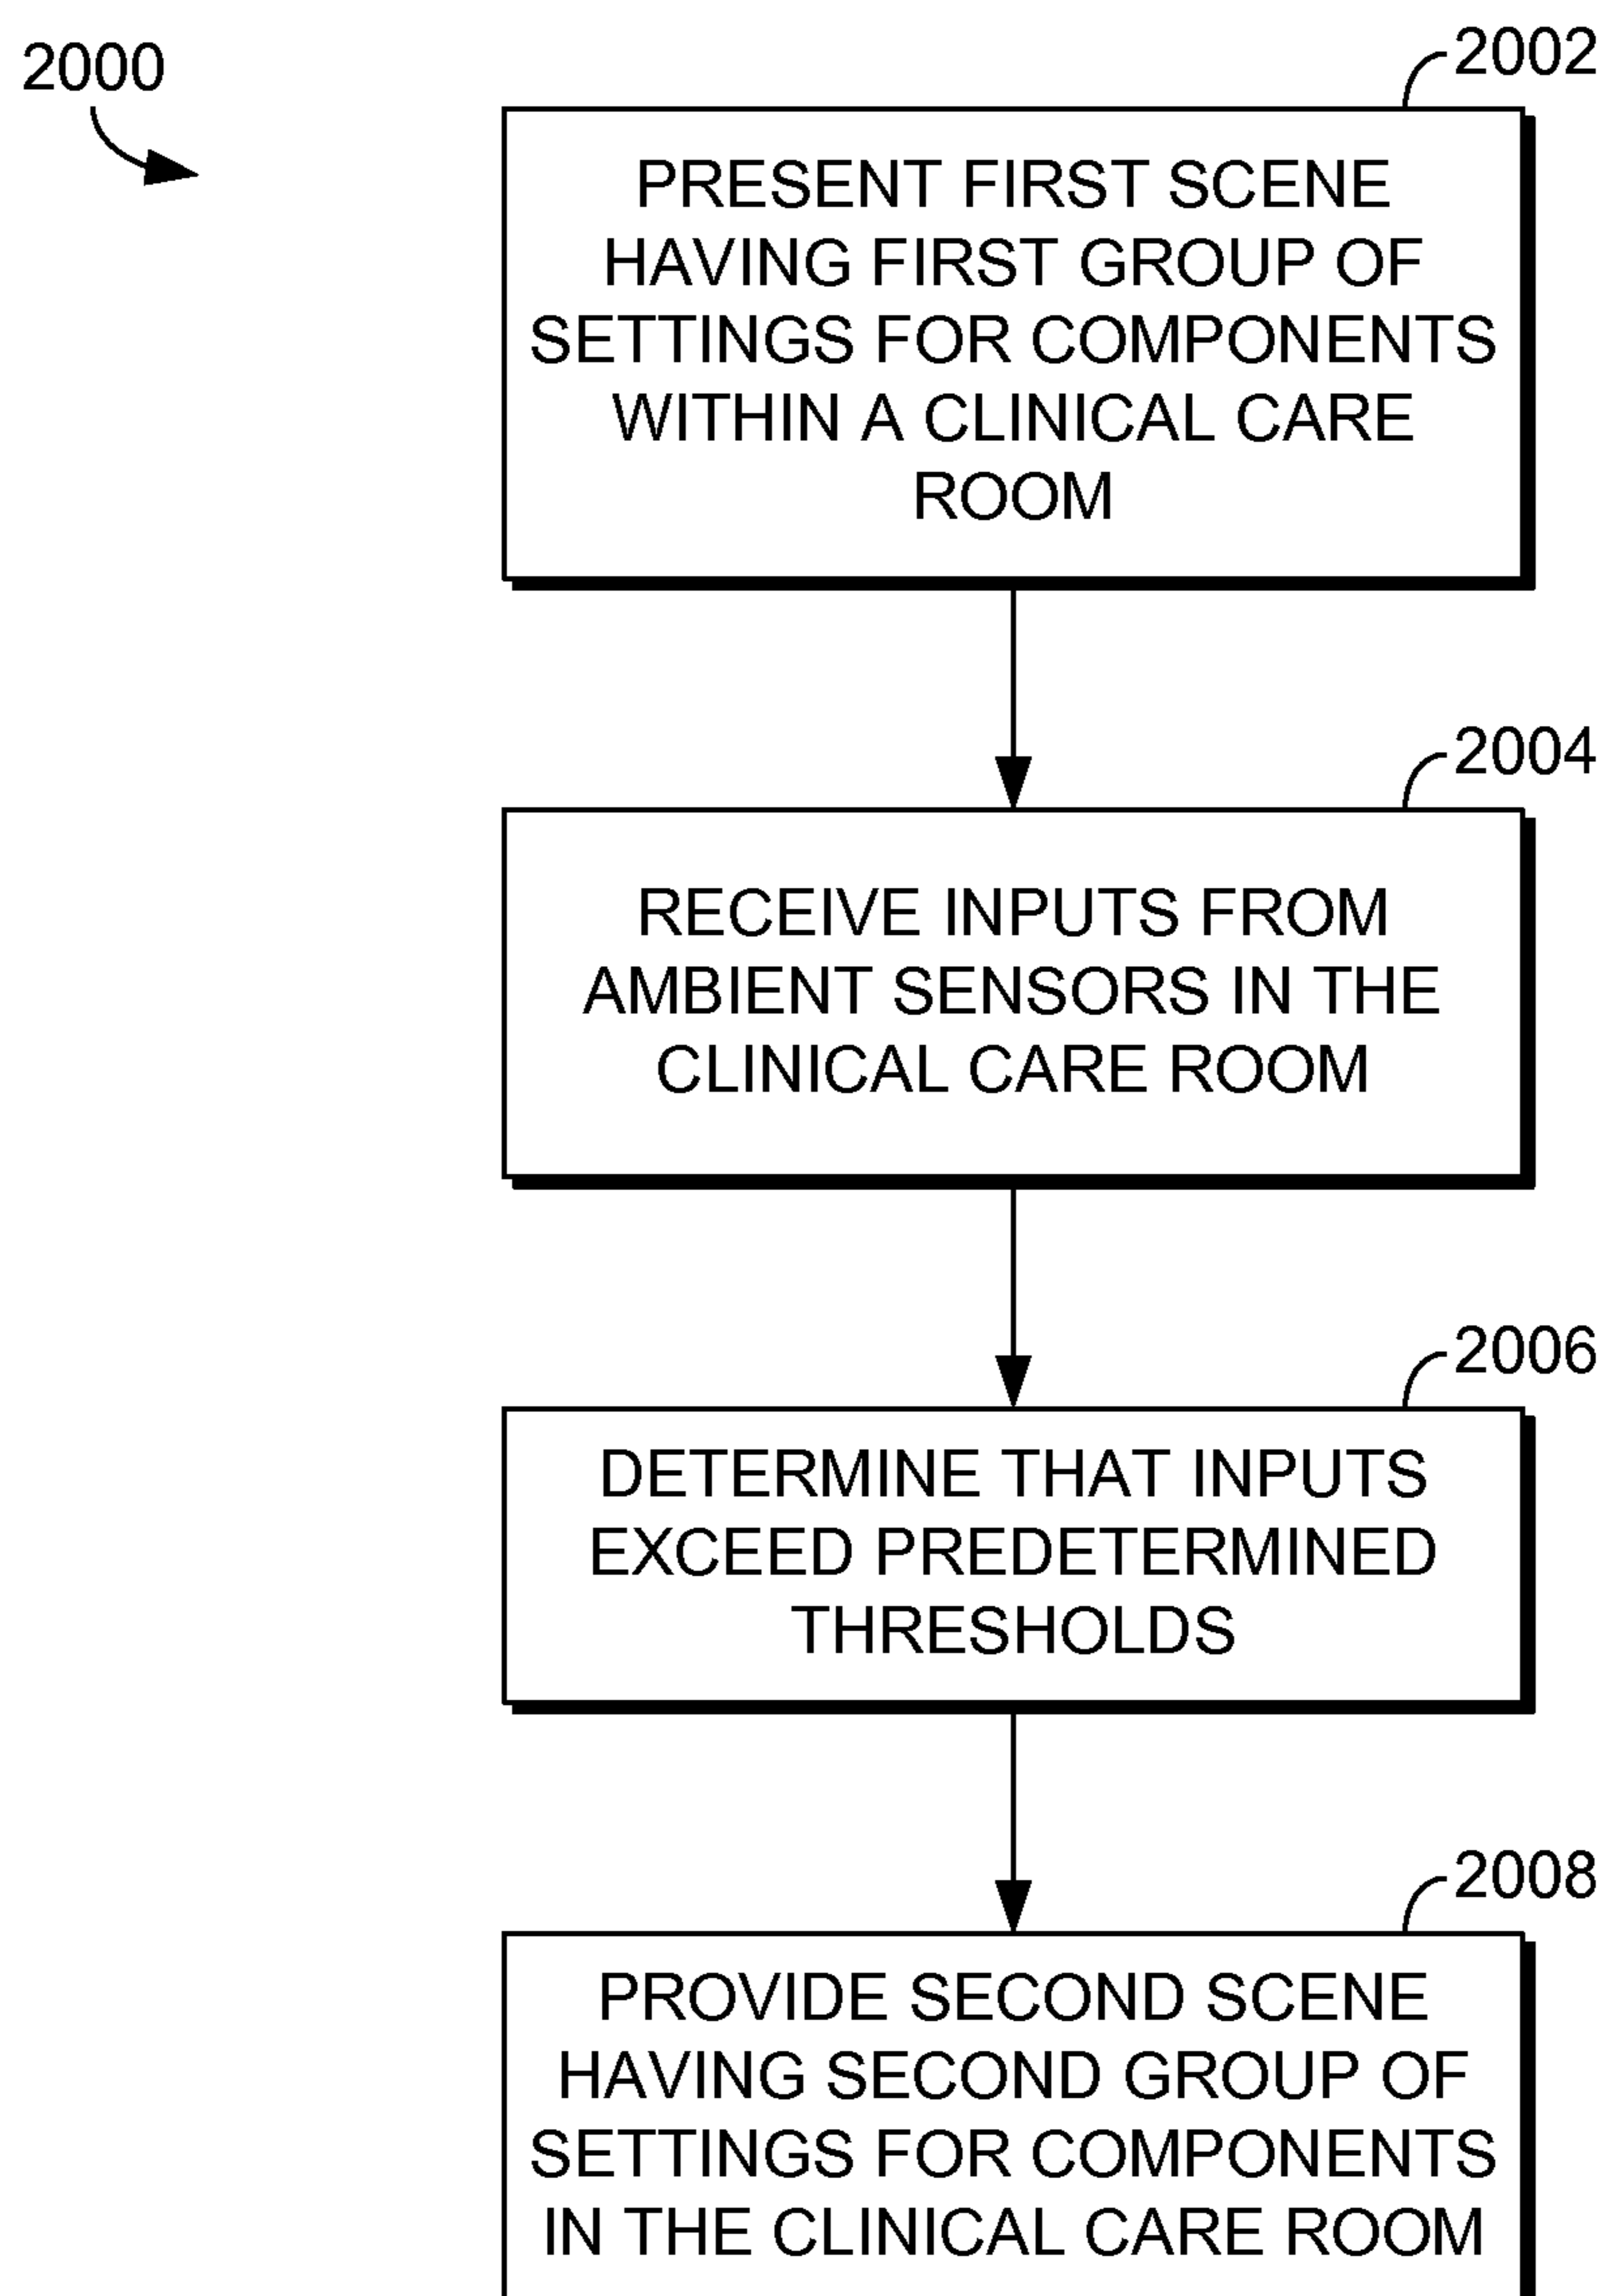 2000
2002
PRESENT FIRST SCENE
HAVING FIRST GROUP OF
SETTINGS FOR COMPONENTS
WITHIN A CLINICAL CARE
ROOM
2004
RECEIVE INPUTS FROM
AMBIENT SENSORS IN THE
CLINICAL CARE ROOM
2006
DETERMINE THAT INPUTS
EXCEED PREDETERMINED
THRESHOLDS
2008
PROVIDE SECOND SCENE
HAVING SECOND GROUP OF
SETTINGS FOR COMPONENTS
IN THE CLINICAL CARE ROOM